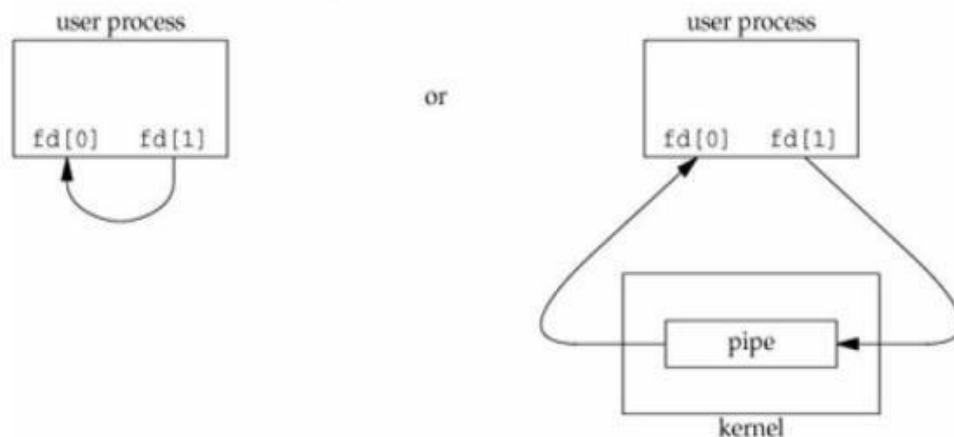 user process
fd[0] fd[1]
or
user process
fd[0] fd[1]
pipe
kernel